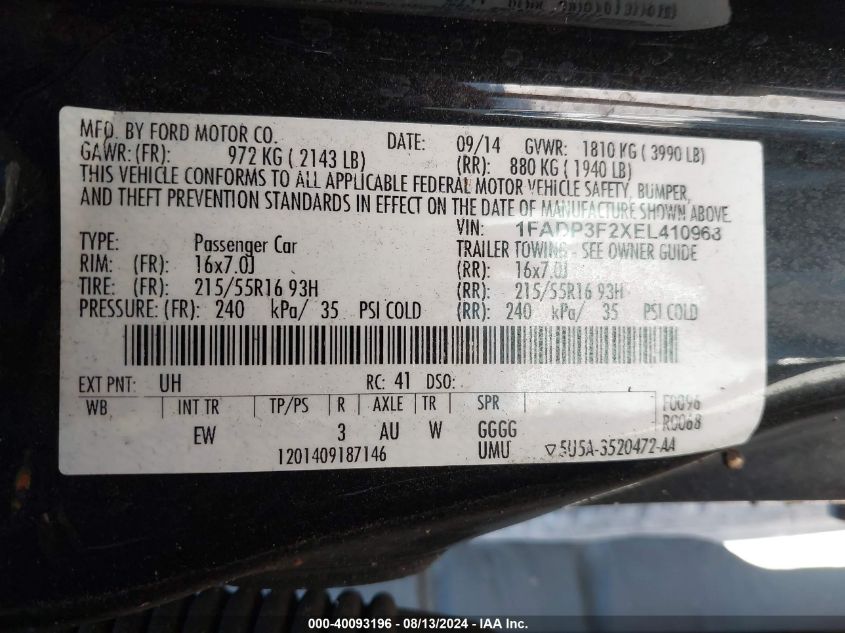 MFD. BY FORD MOTOR CO. DATE: 09/14 GVWR: 1810 KG ( 3990 LB)
GAWR: (FR): 972 KG ( 2143 LB) (RR): 880 KG ( 1940 LB)
THIS VEHICLE CONFORMS TO ALL APPLICABLE FEDERAL MOTOR VEHICLE SAFETY, BUMPER,
AND THEFT PREVENTION STANDARDS IN EFFECT ON THE DATE OF MANUFACTURE SHOWN ABOVE.
VIN: 1FADP3F2XEL410963
TYPE: Passenger Car TRAILER TOWING - SEE OWNER GUIDE
RIM: (FR): 16x7.0J (RR): 16x7.0J
TIRE: (FR): 215/55R16 93H (RR): 215/55R16 93H
PRESSURE: (FR): 240 kPa/ 35 PSI COLD (RR): 240 kPa/ 35 PSI COLD
EXT PNT: UH RC: 41 DSO:
WB INT TR TP/PS R AXLE TR SPR F0096
EW 3 AU W GGGG R0068
1201409187146 UMU 5U5A-3520472-AA
000-40093196 - 08/13/2024 - IAA Inc.